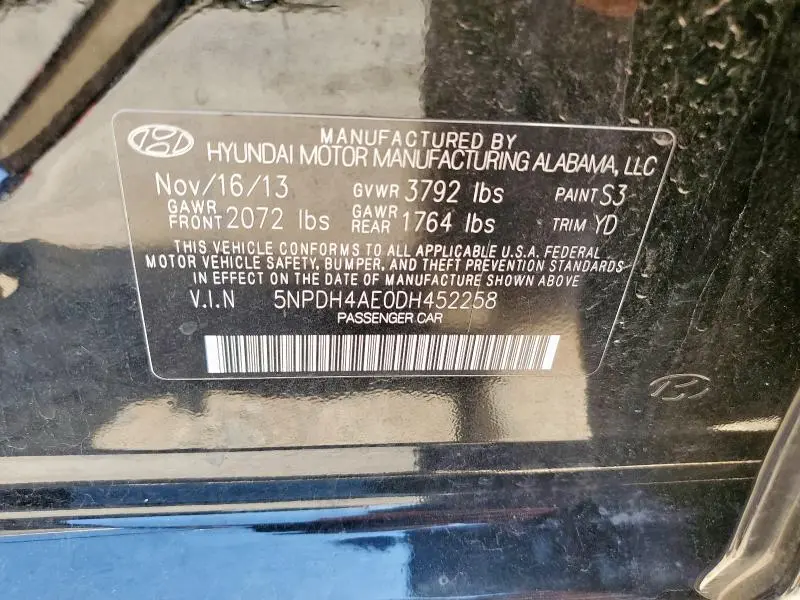 MANUFACTURED BY
HYUNDAI MOTOR MANUFACTURING ALABAMA, LLC
Nov/16/13 GVWR 3792 lbs PAINT S3
GAWR FRONT 2072 lbs GAWR REAR 1764 lbs TRIM YD
THIS VEHICLE CONFORMS TO ALL APPLICABLE U.S.A. FEDERAL
MOTOR VEHICLE SAFETY, BUMPER, AND THEFT PREVENTION STANDARDS
IN EFFECT ON THE DATE OF MANUFACTURE SHOWN ABOVE
V.I.N 5NPDH4AE0DH452258
PASSENGER CAR